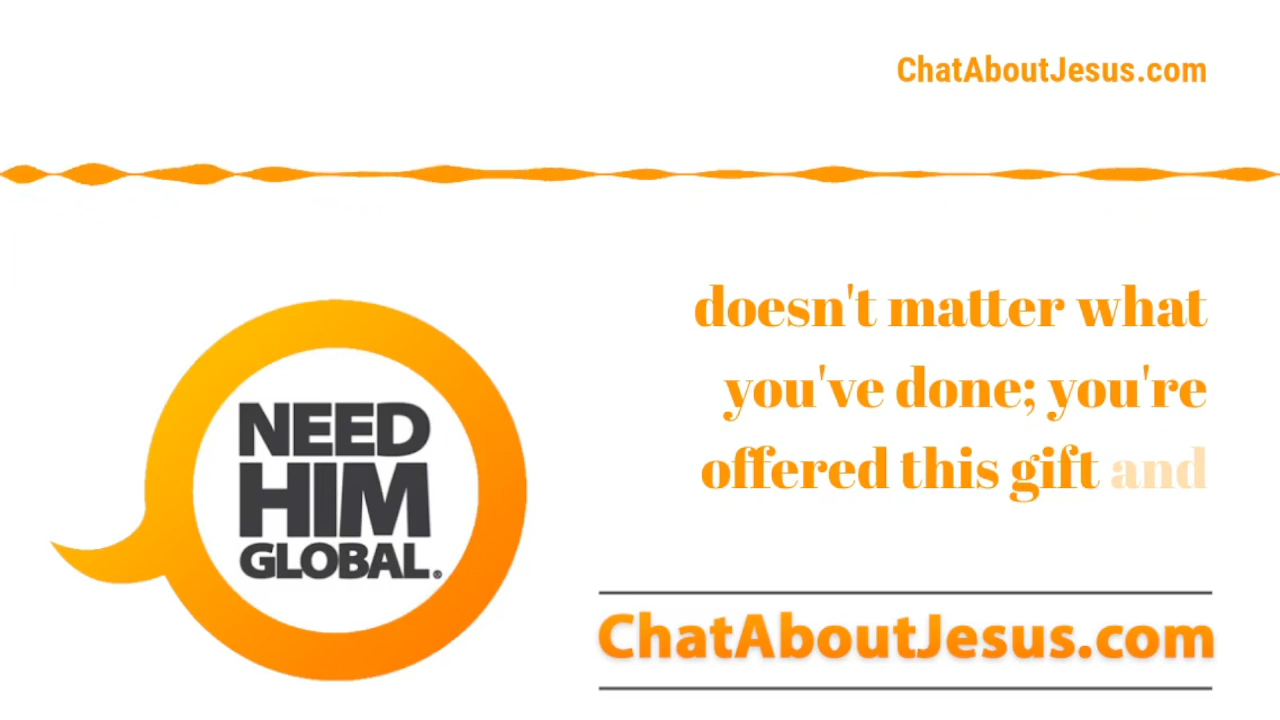 ChatAboutJesus.com
doesn't matter what
you've done; you're
offered this gift and
NEED
HIM
GLOBAL®
ChatAboutJesus.com